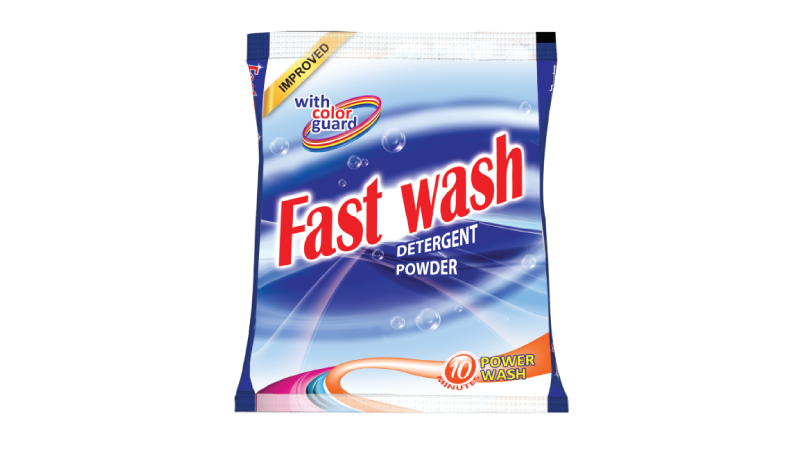 IMPROVED
with
color
guard
Fast wash
DETERGENT
POWDER
10
MINUTES
POWER
WASH